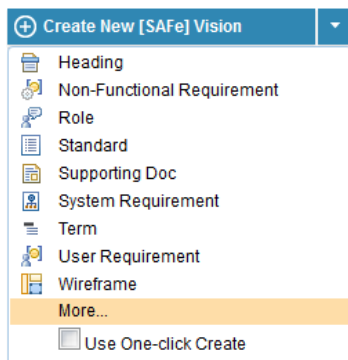 Create New [SAFe] Vision
Heading
Non-Functional Requirement
Role
Standard
Supporting Doc
System Requirement
Term
User Requirement
Wireframe
More...
Use One-click Create